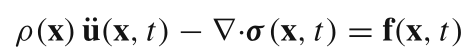 ρ(𝐱) 𝐮̈(𝐱, t) − ∇·𝝈(𝐱, t) = 𝐟(𝐱, t)